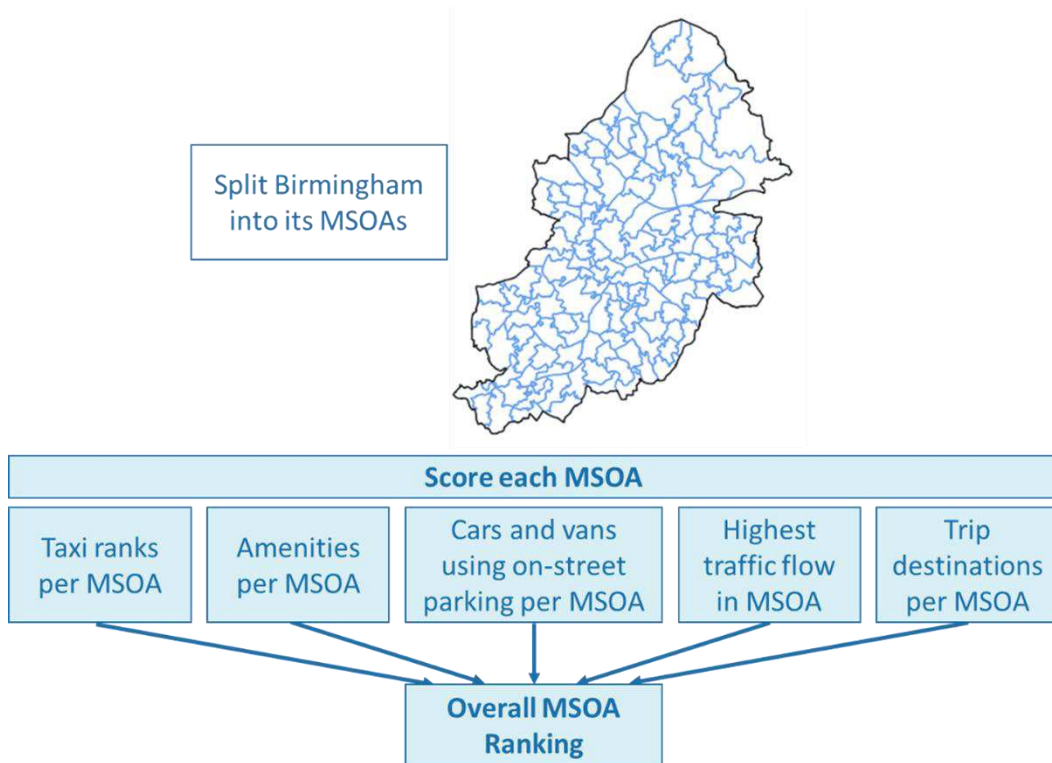 Split Birmingham
into its MSOAs
Score each MSOA
Taxi ranks
per MSOA
Amenities
per MSOA
Cars and vans
using on-street
parking per MSOA
Highest
traffic flow
in MSOA
Trip
destinations
per MSOA
Overall MSOA
Ranking